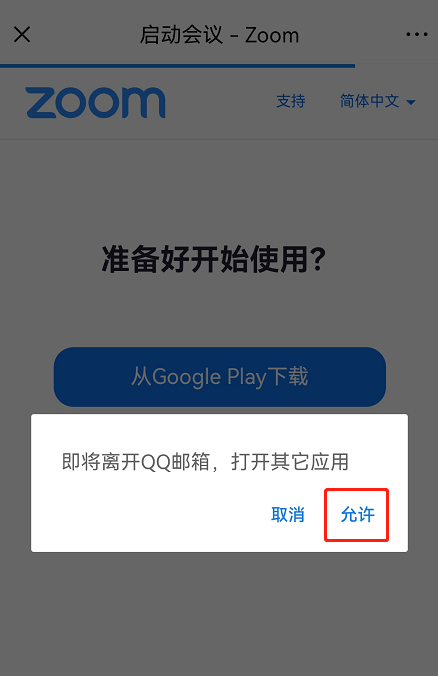 启动会议 - Zoom
zoom
支持
简体中文
准备好开始使用?
从Google Play下载
即将离开QQ邮箱，打开其它应用
取消
允许